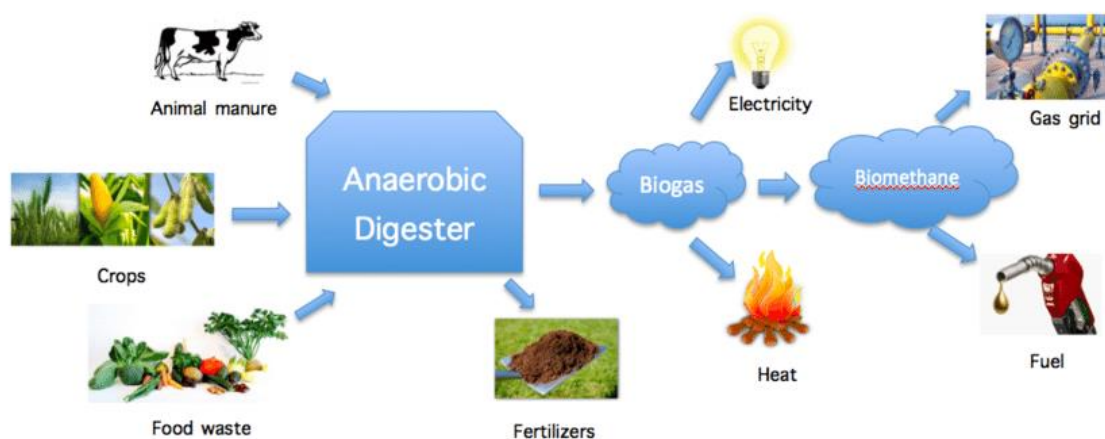 Animal manure
Crops
Food waste
Anaerobic
Digester
Fertilizers
Biogas
Electricity
Heat
Biomethane
Gas grid
Fuel